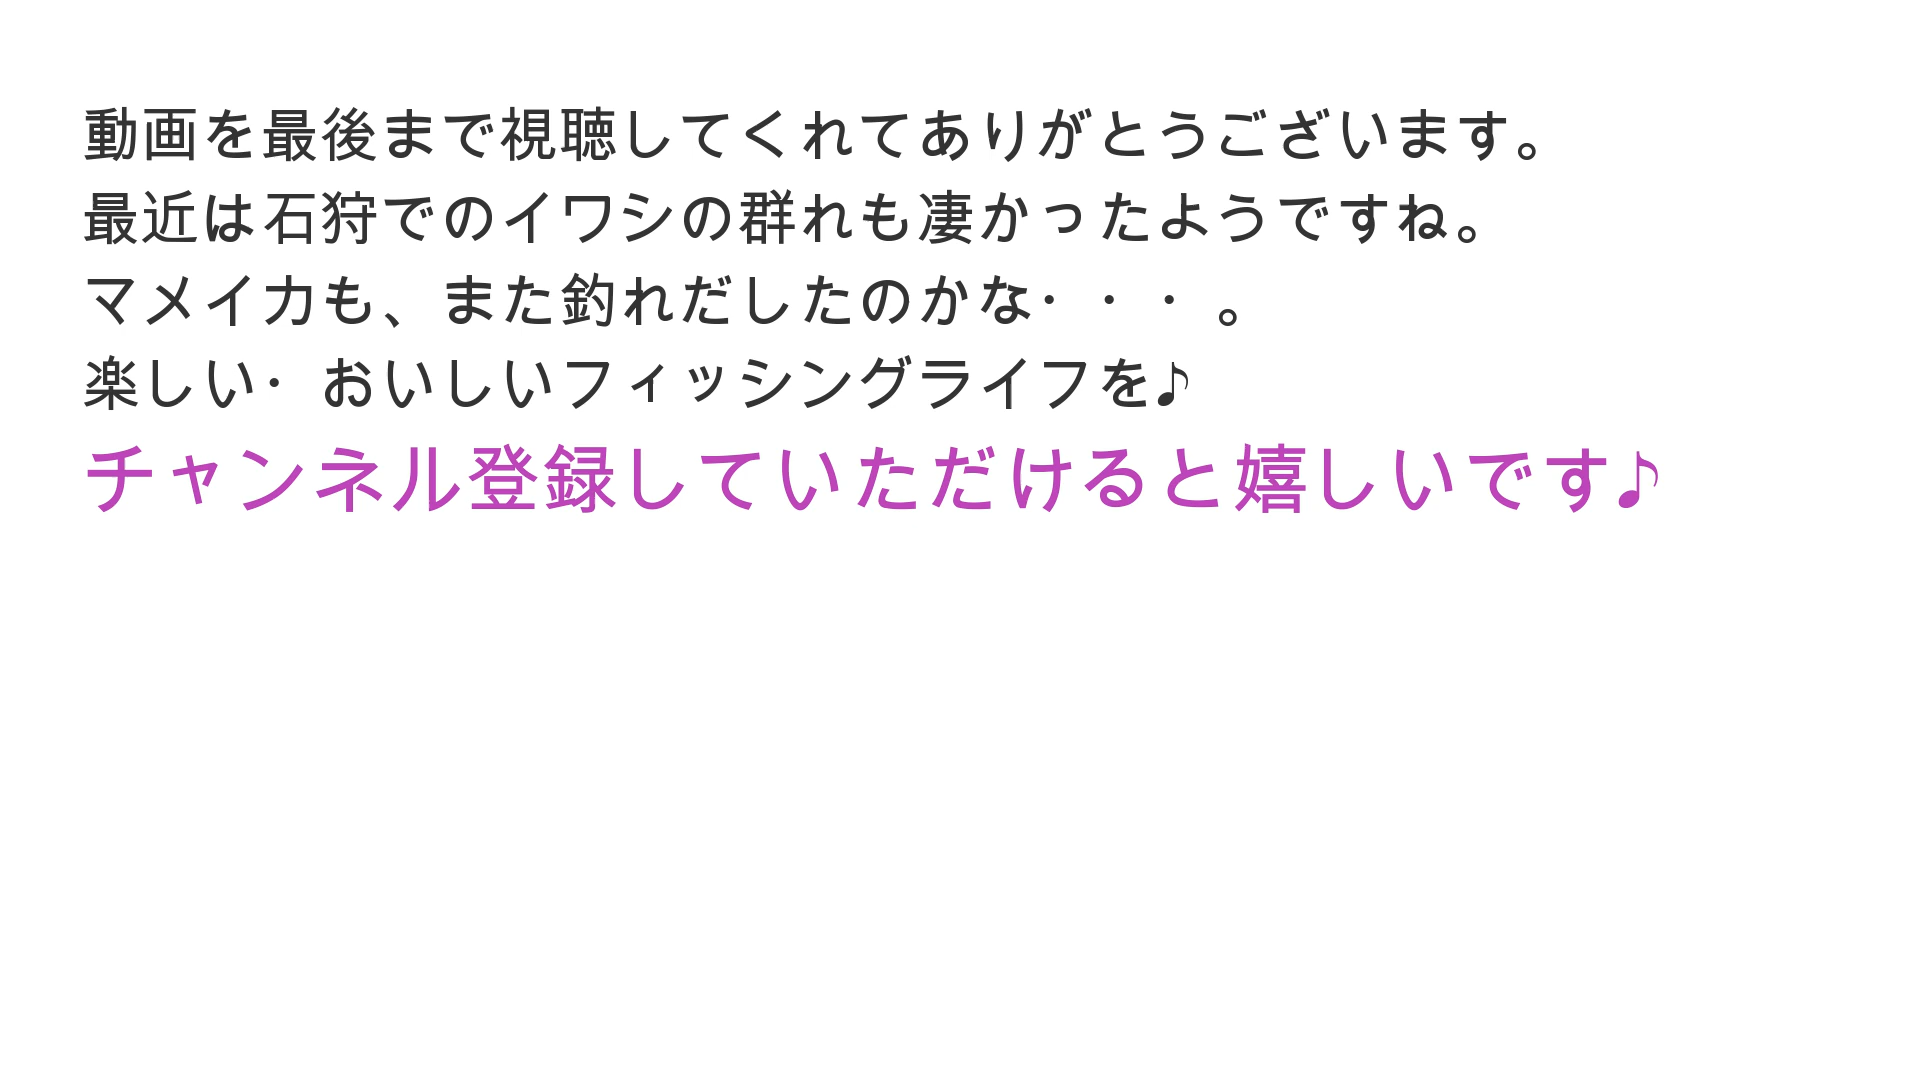 動画を最後まで視聴してくれてありがとうございます。
最近は石狩でのイワシの群れも凄かったようですね。
マメイカも、また釣れだしたのかな・・・。
楽しい・おいしいフィッシングライフを♪
チャンネル登録していただけると嬉しいです♪